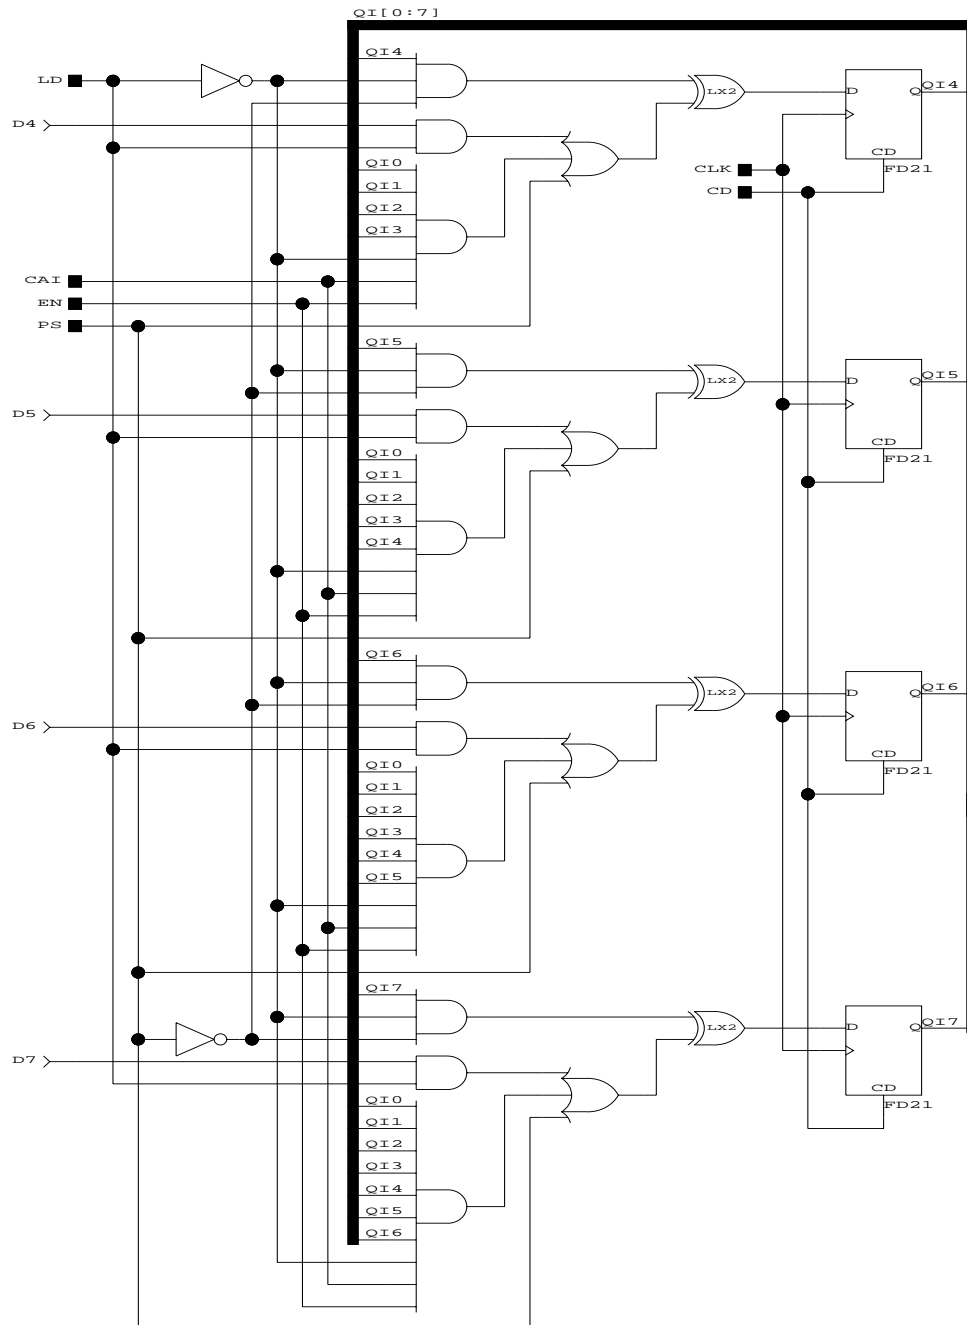 QI[0:7]
QI4
LD
LX2
D
Q
QI4
D4
CD
FD21
QI0
CLK
QI1
CD
QI2
QI3
CAI
EN
PS
QI5
LX2
D
Q
QI5
D5
CD
FD21
QI0
QI1
QI2
QI3
QI4
QI6
LX2
D
Q
QI6
D6
CD
FD21
QI0
QI1
QI2
QI3
QI4
QI5
QI7
LX2
D
Q
QI7
D7
CD
FD21
QI0
QI1
QI2
QI3
QI4
QI5
QI6